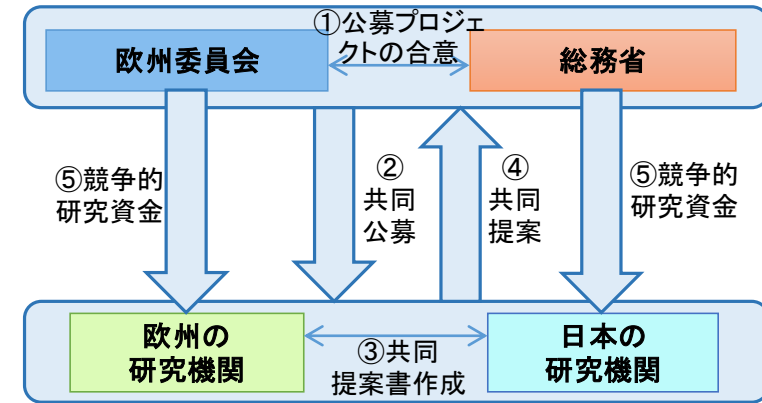 ①公募プロジェ
クトの合意
欧州委員会
総務省
⑤競争的
研究資金
②
共同
公募
④
共同
提案
⑤競争的
研究資金
欧州の
研究機関
③共同
提案書作成
日本の
研究機関